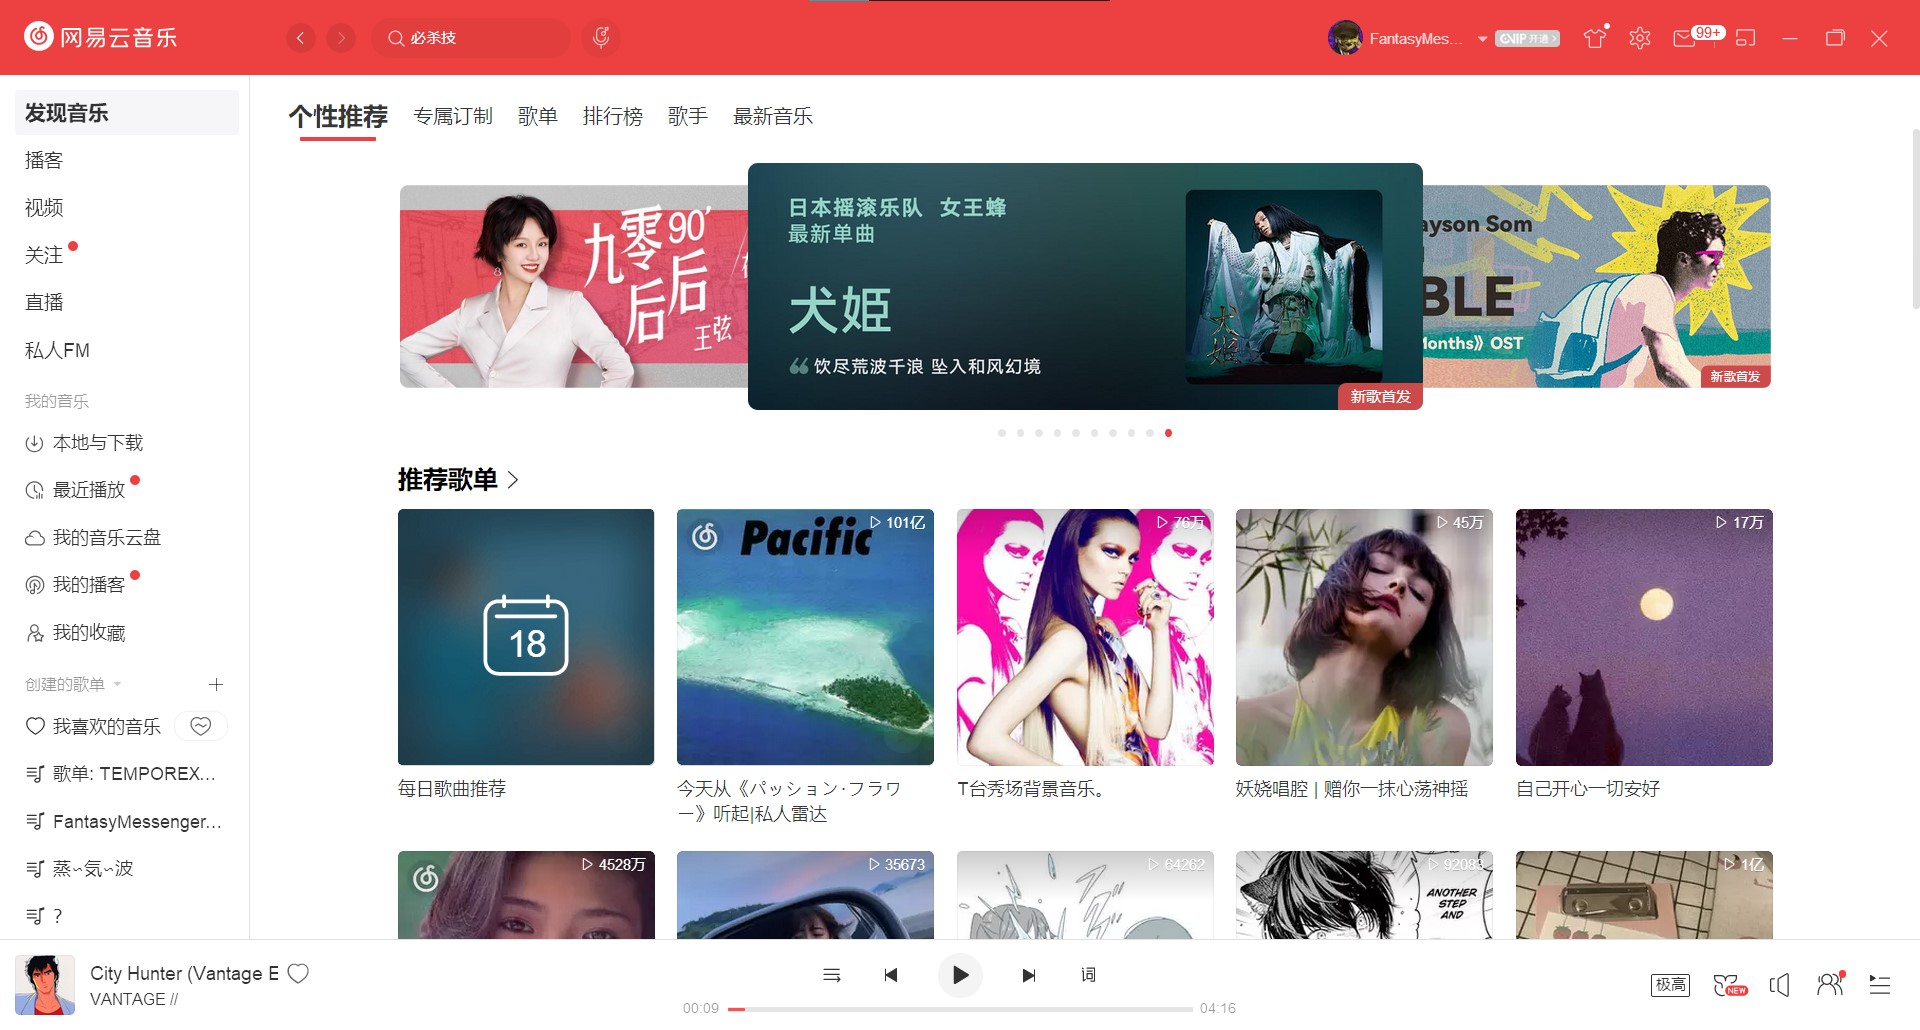 网易云音乐
必杀技
FantasyMes...
VIP 开通
99+
发现音乐
播客
视频
关注
直播
私人FM
我的音乐
本地与下载
最近播放
我的音乐云盘
我的播客
我的收藏
创建的歌单
我喜欢的音乐
歌单: TEMPOREX...
FantasyMessenger...
蒸~気~波
?
个性推荐
专属订制
歌单
排行榜
歌手
最新音乐
九零后
90'后
王弦
日本摇滚乐队 女王蜂
最新单曲
犬姬
饮尽荒波千浪 坠入和风幻境
犬姬
新歌首发
ayson Som
BLE
Months》OST
新歌首发
推荐歌单
18
每日歌曲推荐
Pacific
101亿
今天从《パッション·フラワ
ー》听起|私人雷达
76万
T台秀场背景音乐。
45万
妖娆唱腔 | 赠你一抹心荡神摇
17万
自己开心一切安好
4528万
35673
64262
92083
ANOTHER
STEP
AND
1亿
City Hunter (Vantage E
VANTAGE //
词
00:09
04:16
极高
NEW